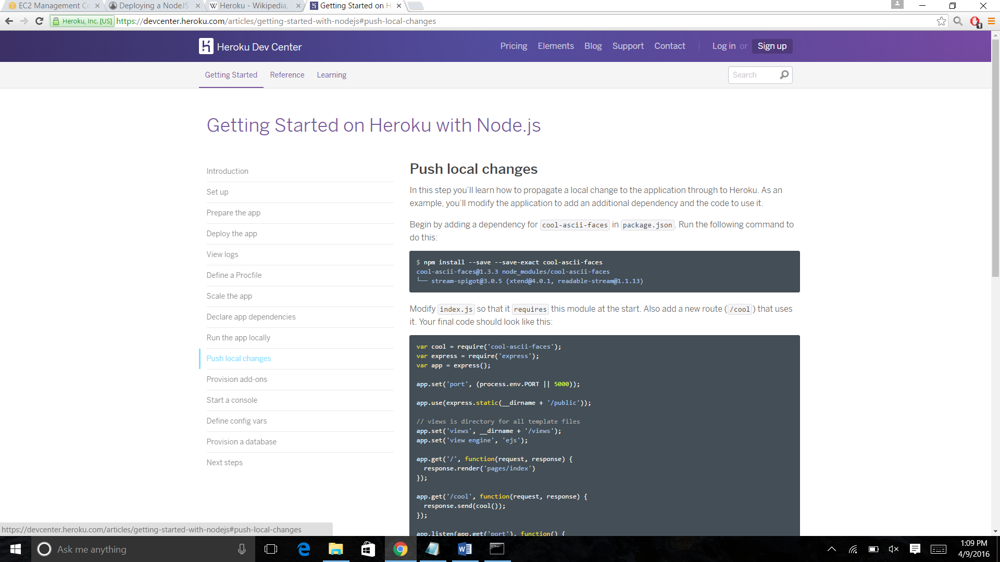 EC2 Management Co
Deploying a NodeJS
Heroku - Wikipedia,
Getting Started on H
Heroku, Inc. [US]
https://devcenter.heroku.com/articles/getting-started-with-nodejs#push-local-changes
1
Heroku Dev Center
Pricing
Elements
Blog
Support
Contact
Log in or
Sign up
Getting Started
Reference
Learning
Search
Getting Started on Heroku with Node.js
Introduction
Set up
Prepare the app
Deploy the app
View logs
Define a Procfile
Scale the app
Declare app dependencies
Run the app locally
Push local changes
Provision add-ons
Start a console
Define config vars
Provision a database
Next steps
Push local changes
In this step you'll learn how to propagate a local change to the application through to Heroku. As an
example, you'll modify the application to add an additional dependency and the code to use it.
Begin by adding a dependency for cool-ascii-faces in package.json. Run the following command to
do this:
$ npm install --save --save-exact cool-ascii-faces
cool-ascii-faces@1.3.3 node_modules/cool-ascii-faces
└── stream-spigot@3.0.5 (xtend@4.0.1, readable-stream@1.1.13)
Modify index.js so that it requires this module at the start. Also add a new route (/cool) that uses
it. Your final code should look like this:
var cool = require('cool-ascii-faces');
var express = require('express');
var app = express();
app.set('port', (process.env.PORT || 5000));
app.use(express.static(__dirname + '/public'));
// views is directory for all template files
app.set('views', __dirname + '/views');
app.set('view engine', 'ejs');
app.get('/', function(request, response) {
  response.render('pages/index')
});
app.get('/cool', function(request, response) {
  response.send(cool());
});
app.listen(app.get('port'), function() {
https://devcenter.heroku.com/articles/getting-started-with-nodejs#push-local-changes
Ask me anything
1:09 PM
4/9/2016